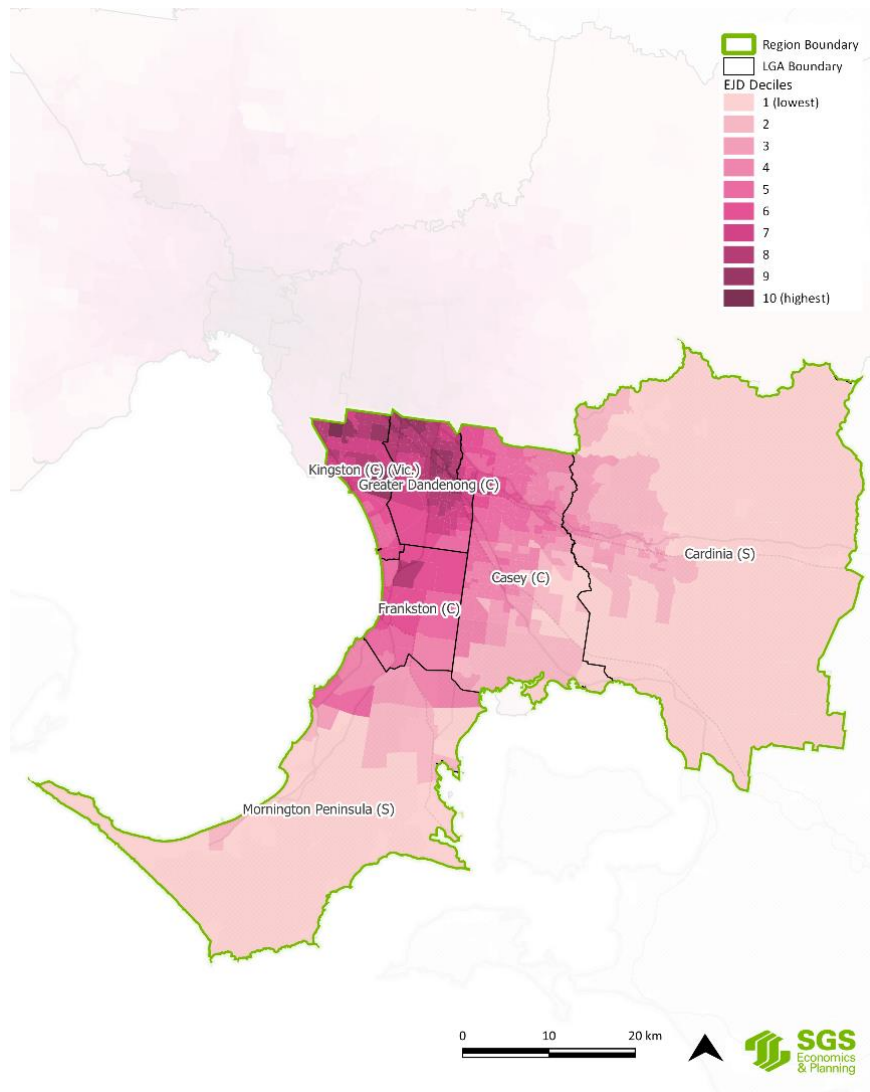 Region Boundary
LGA Boundary
EJD Deciles
1 (lowest)
2
3
4
5
6
7
8
9
10 (highest)
Kingston (C) (Vic.)
Greater Dandenong (C)
Cardinia (S)
Casey (C)
Frankston (C)
Mornington Peninsula (S)
0 10 20 km
SGS
Economics
& Planning